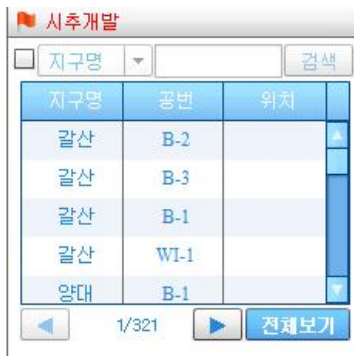 시추개발
지구명 검색
지구명 공번 위치
갈산 B-2
갈산 B-3
갈산 B-1
갈산 WI-1
양대 B-1
1/321 전체보기